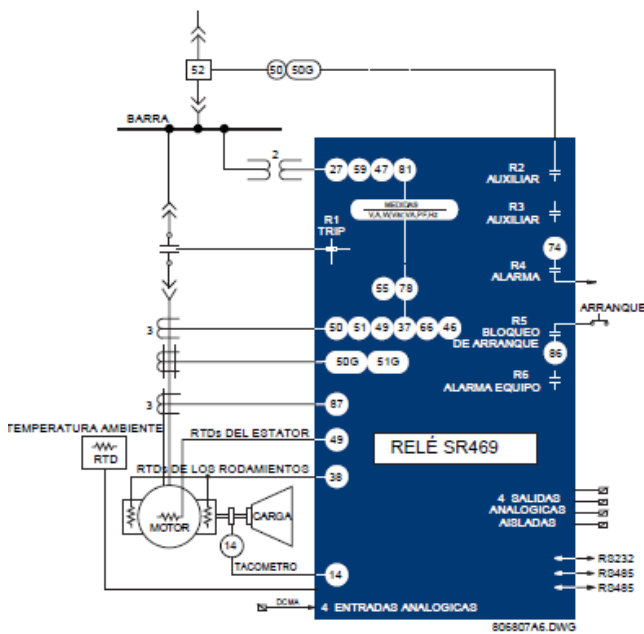 52
50 50G
BARRA
2
27 59 47 81
R2
AUXILIAR
MEDICAS
V,A,W,Var,VA,PF,Hz
R3
AUXILIAR
R1
TRIP
74
R4
ALARMA
55 78
ARRANQUE
3
50 51 49 37 66 46
R5
BLOQUEO
DE ARRANQUE
50G 51G
86
R6
ALARMA EQUIPO
3
87
TEMPERATURA AMBIENTE
RTDs DEL ESTATOR
49
RELÉ SR469
RTD
RTDs DE LOS RODAMIENTOS
38
4 SALIDAS
ANALOGICAS
AISLADAS
MOTOR
CARGA
14
TACOMETRO
14
RS232
RS485
RS485
DCMA
4 ENTRADAS ANALOGICAS
806807A6.DWG